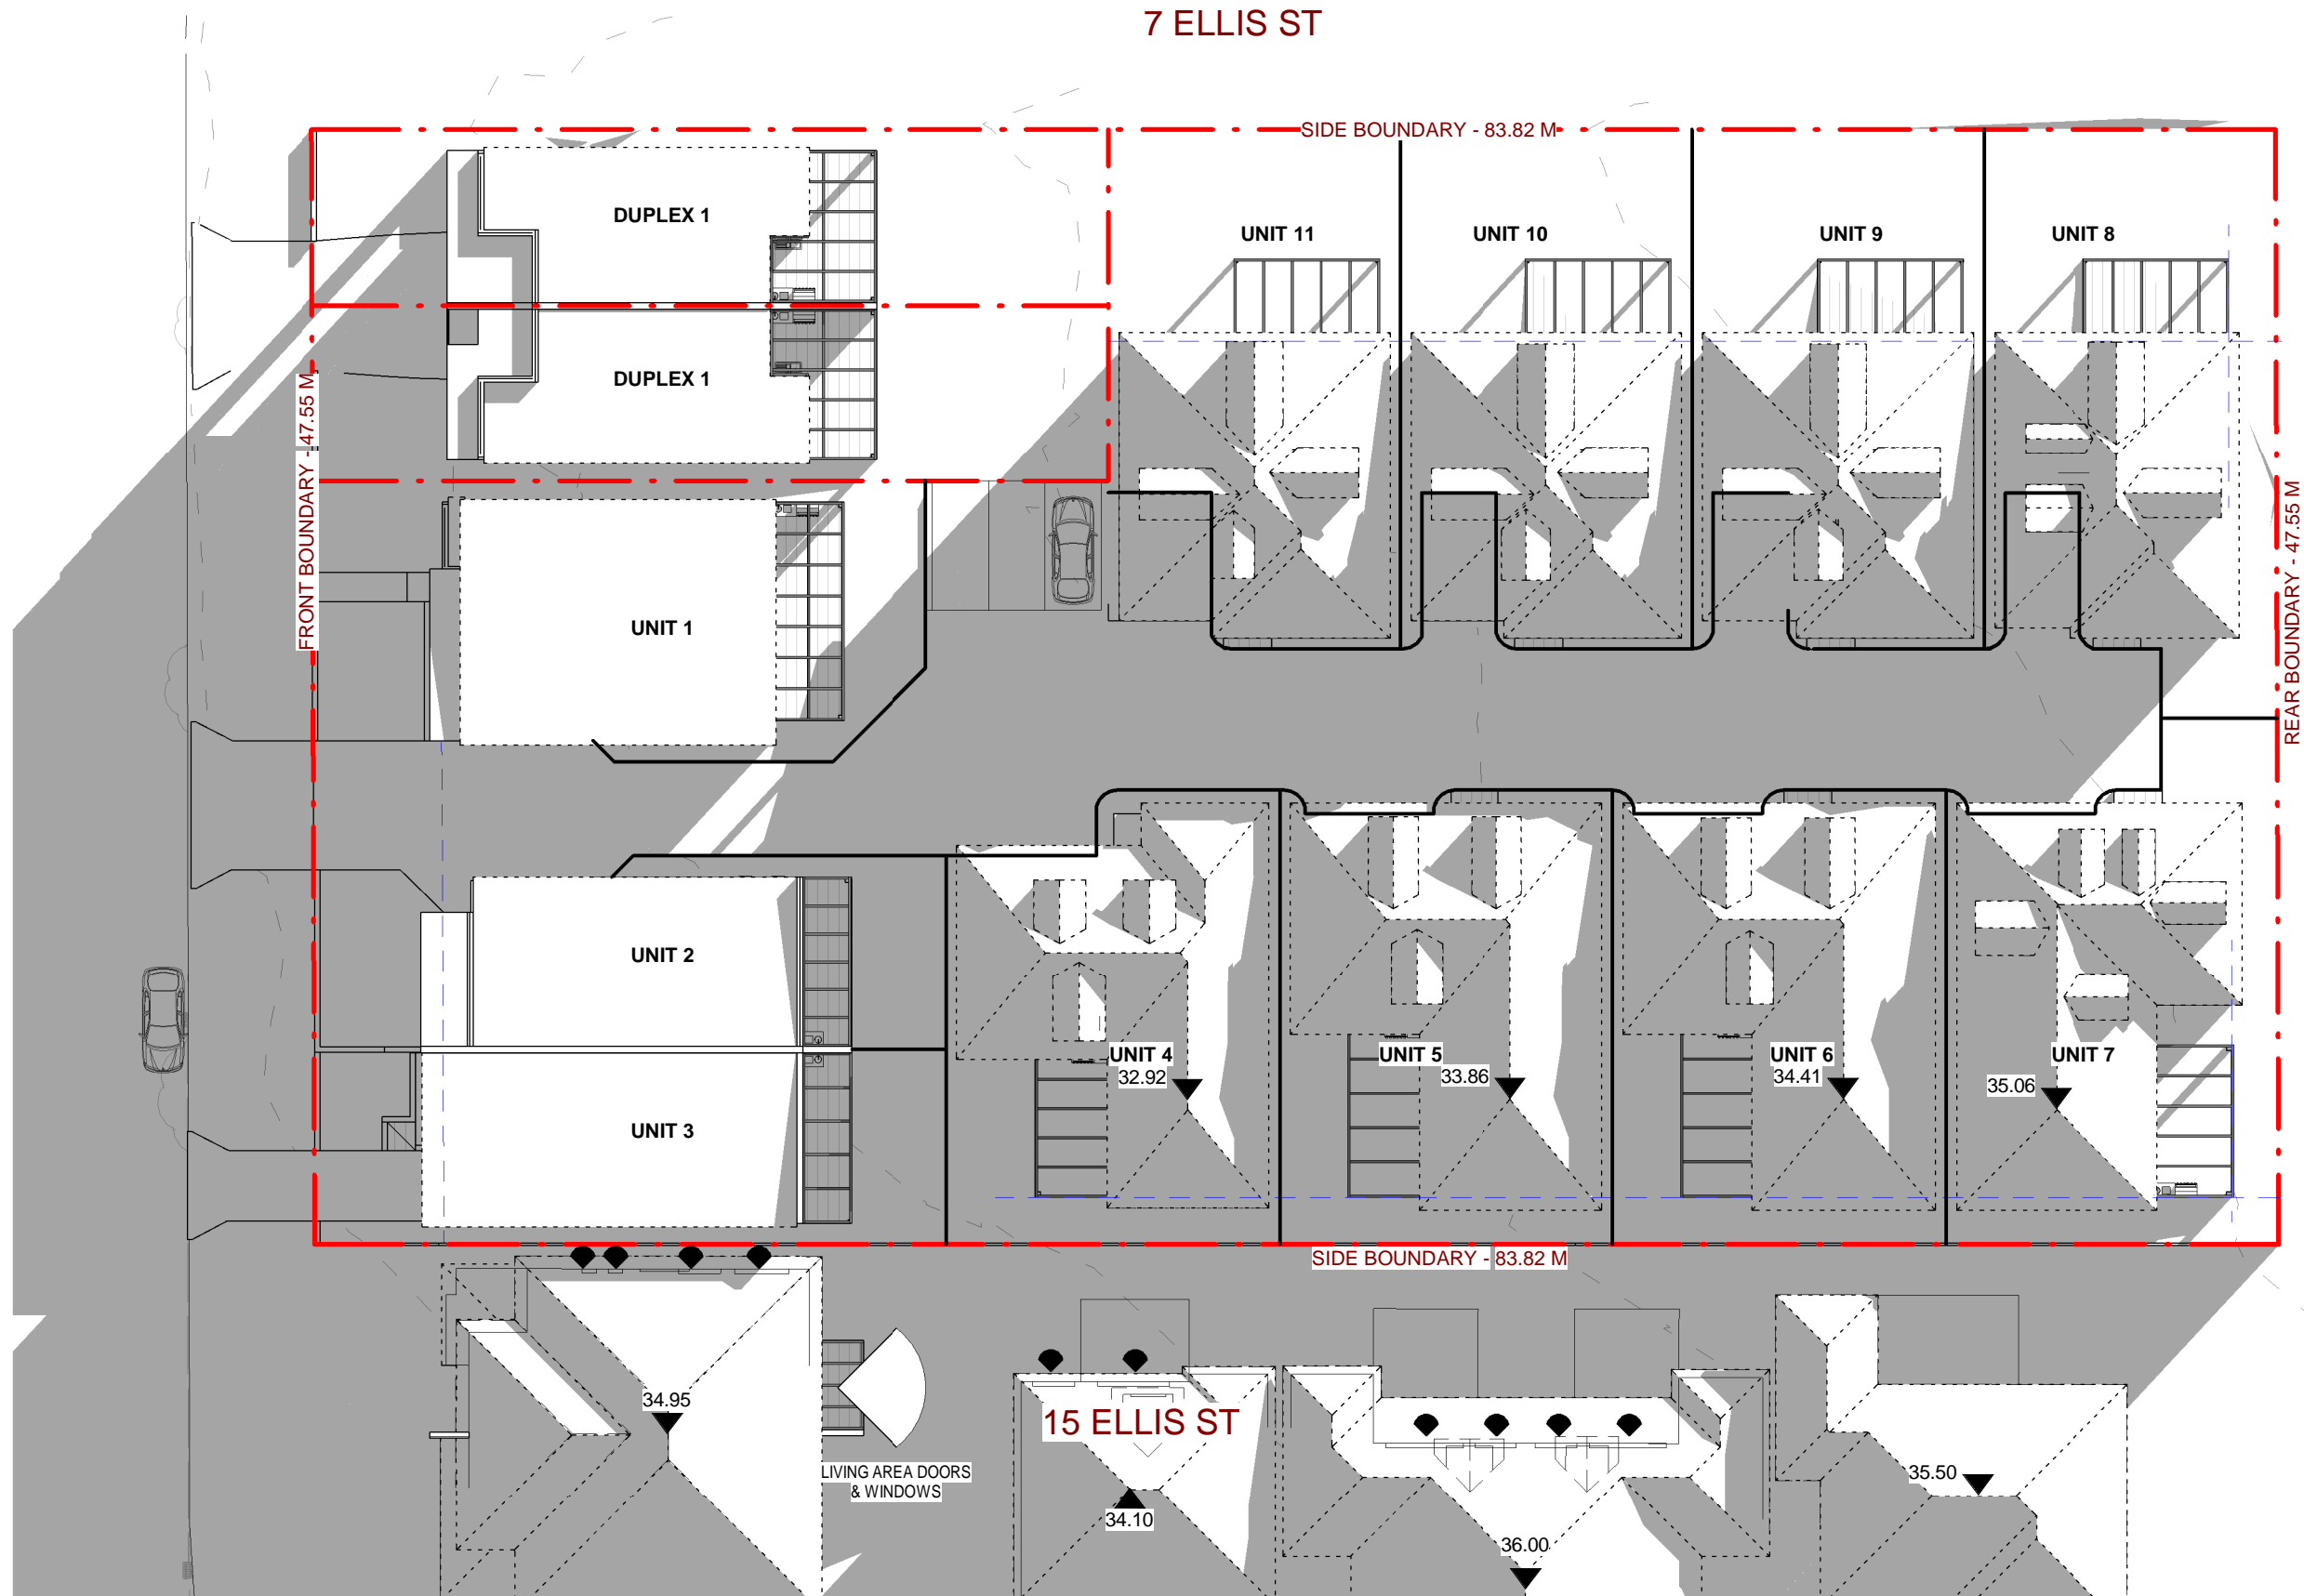 7 ELLIS ST
SIDE BOUNDARY - 83.82 M
DUPLEX 1
UNIT 11
UNIT 10
UNIT 9
UNIT 8
DUPLEX 1
FRONT BOUNDARY - 47.55 M
REAR BOUNDARY - 47.55 M
UNIT 1
UNIT 2
UNIT 4
32.92
UNIT 5
33.86
UNIT 6
34.41
UNIT 7
35.06
UNIT 3
SIDE BOUNDARY - 83.82 M
34.95
15 ELLIS ST
LIVING AREA DOORS
& WINDOWS
34.10
35.50
36.00